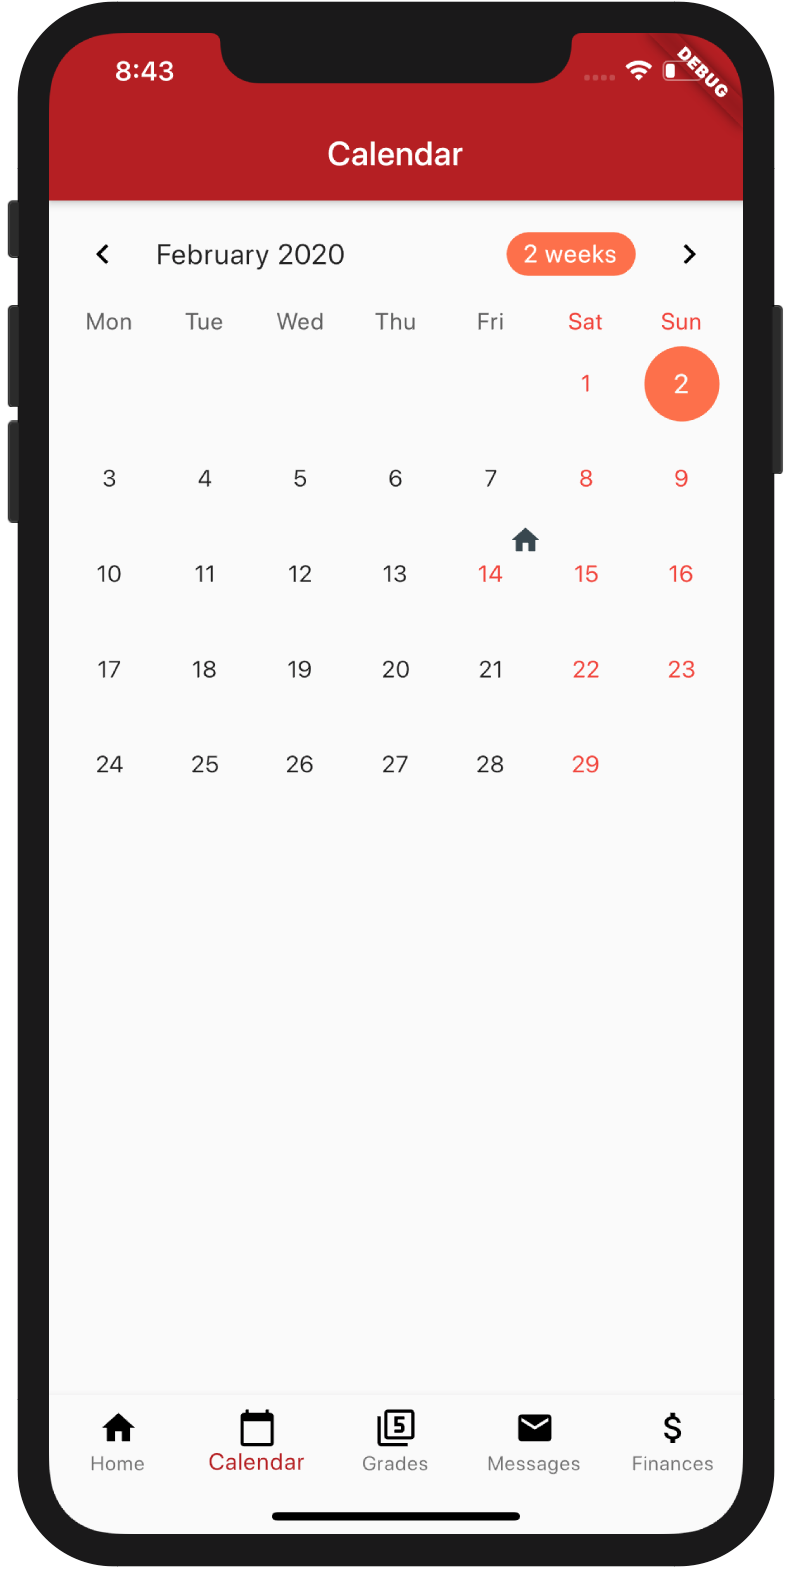 8:43
DEBUG
Calendar
February 2020 2 weeks
Mon Tue Wed Thu Fri Sat Sun
1 2
3 4 5 6 7 8 9
10 11 12 13 14 15 16
17 18 19 20 21 22 23
24 25 26 27 28 29
5
Home Calendar Grades Messages Finances